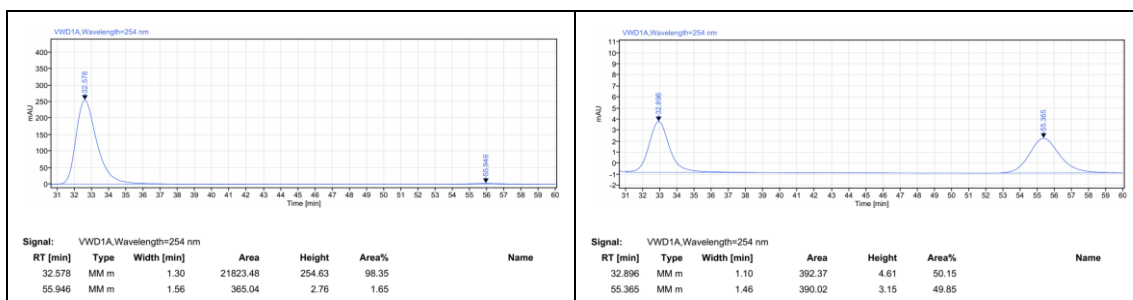 VWD1A,Wavelength=254 nm
400
350
300
250
200
150
100
50
0
mAU
32.578
55.946
31 32 33 34 35 36 37 38 39 40 41 42 43 44 45 46 47 48 49 50 51 52 53 54 55 56 57 58 59 60
Time [min]
Signal: VWD1A,Wavelength=254 nm
RT [min] Type Width [min] Area Height Area% Name
32.578 MM m 1.30 21823.48 254.63 98.35
55.946 MM m 1.56 365.04 2.76 1.65
VWD1A,Wavelength=254 nm
11
10
9
8
7
6
5
4
3
2
1
0
-1
-2
mAU
32.896
55.365
31 32 33 34 35 36 37 38 39 40 41 42 43 44 45 46 47 48 49 50 51 52 53 54 55 56 57 58 59 60
Time [min]
Signal: VWD1A,Wavelength=254 nm
RT [min] Type Width [min] Area Height Area% Name
32.896 MM m 1.10 392.37 4.61 50.15
55.365 MM m 1.46 390.02 3.15 49.85